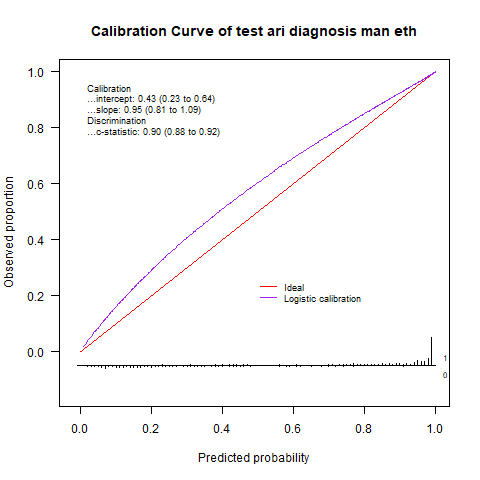 Calibration Curve of test ari diagnosis man eth
Calibration
...intercept: 0.43 (0.23 to 0.64)
...slope: 0.95 (0.81 to 1.09)
Discrimination
...c-statistic: 0.90 (0.88 to 0.92)
1.0
0.8
0.6
0.4
0.2
0.0
Observed proportion
Ideal
Logistic calibration
1
0
0.0 0.2 0.4 0.6 0.8 1.0
Predicted probability